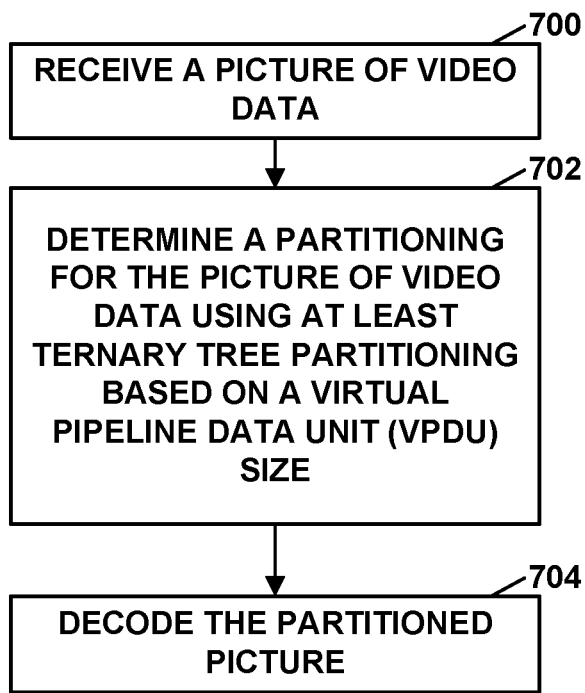 700
RECEIVE A PICTURE OF VIDEO
DATA
702
DETERMINE A PARTITIONING
FOR THE PICTURE OF VIDEO
DATA USING AT LEAST
TERNARY TREE PARTITIONING
BASED ON A VIRTUAL
PIPELINE DATA UNIT (VPDU)
SIZE
704
DECODE THE PARTITIONED
PICTURE